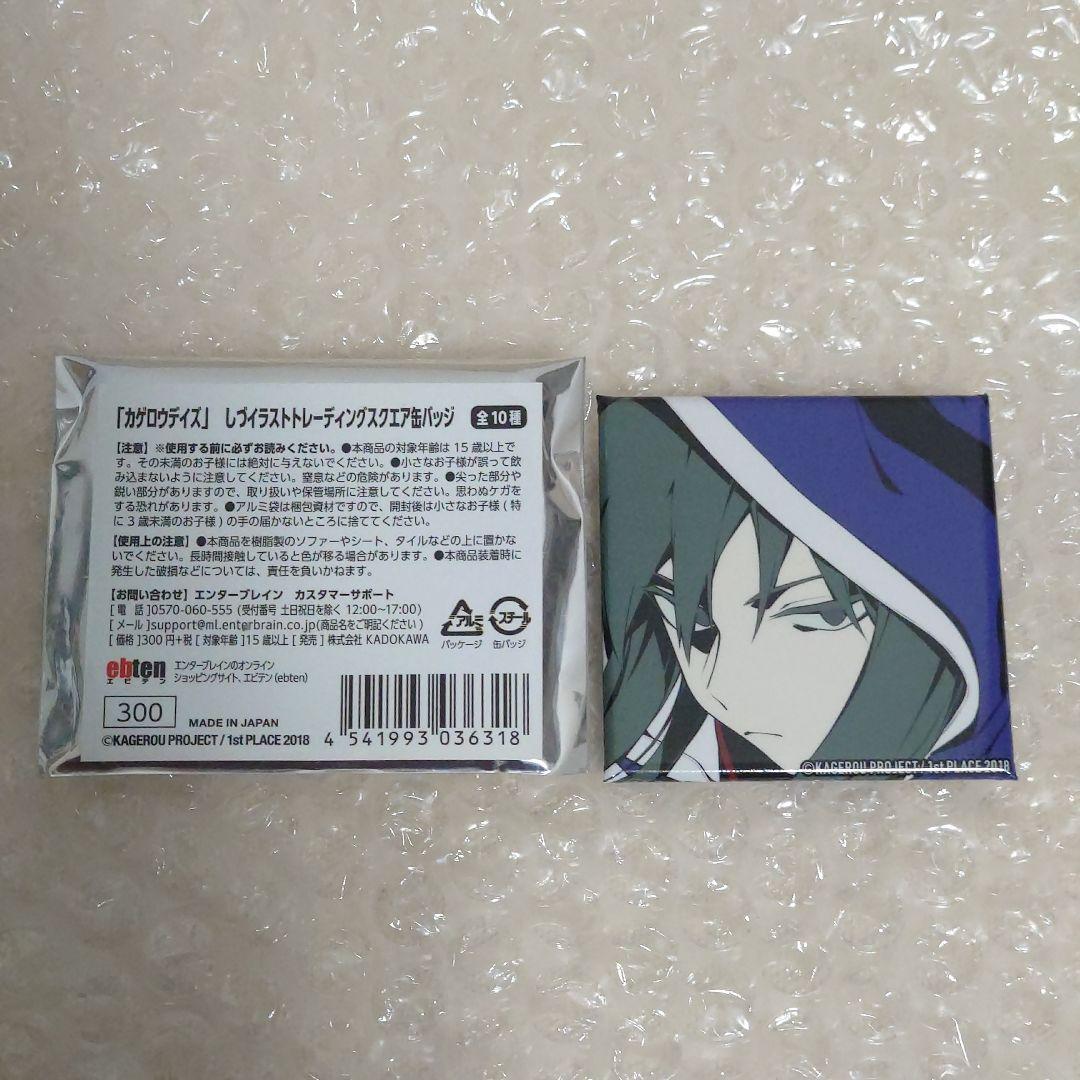 「カゲロウデイズ」 しづイラストトレーディングスクエア缶バッジ 全10種
【注意】※使用する前に必ずお読みください。●本商品の対象年齢は15歳以上で
す。その未満のお子様には絶対に与えないでください。●小さなお子様が誤って飲
み込まないように注意してください。窒息などの危険があります。●尖った部分や
鋭い部分がありますので、取り扱いや保管場所に注意してください。思わぬケガを
する恐れがあります。●アルミ袋は梱包資材ですので、開封後は小さなお子様(特
に3歳未満のお子様)の手の届かないところに捨ててください。
【使用上の注意】●本商品を樹脂製のソファーやシート、タイルなどの上に置かな
いでください。長時間接触していると色が移る場合があります。●本商品装着時に
発生した破損などについては、責任を負いかねます。
【お問い合わせ】エンターブレイン カスタマーサポート
[電 話]0570-060-555 (受付番号 土日祝日を除く 12:00~17:00)
[メール]support@ml.enterbrain.co.jp(商品名をご明記ください)
[価格]300円+税[対象年齢]15歳以上[発売]株式会社 KADOKAWA
アルミ
パッケージ
スチール
缶バッジ
ebten
エビテン
エンターブレインのオンライン
ショッピングサイト、エビテン(ebten)
300
MADE IN JAPAN
©KAGEROU PROJECT / 1st PLACE 2018
4 541993 036318
©KAGEROU PROJECT / 1st PLACE 2018